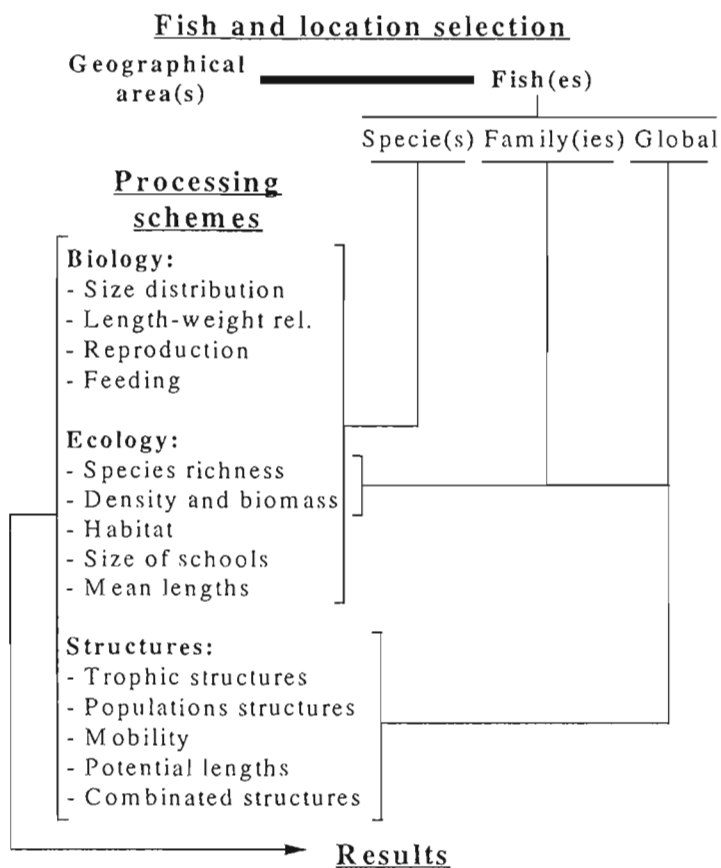 Fish and location selection
Geographical area(s)
Fish(es)
Specie(s) Family(ies) Global
Processing
schemes
Biology:
- Size distribution
- Length-weight rel.
- Reproduction
- Feeding
Ecology:
- Species richness
- Density and biomass
- Habitat
- Size of schools
- Mean lengths
Structures:
- Trophic structures
- Populations structures
- Mobility
- Potential lengths
- Combinated structures
Results